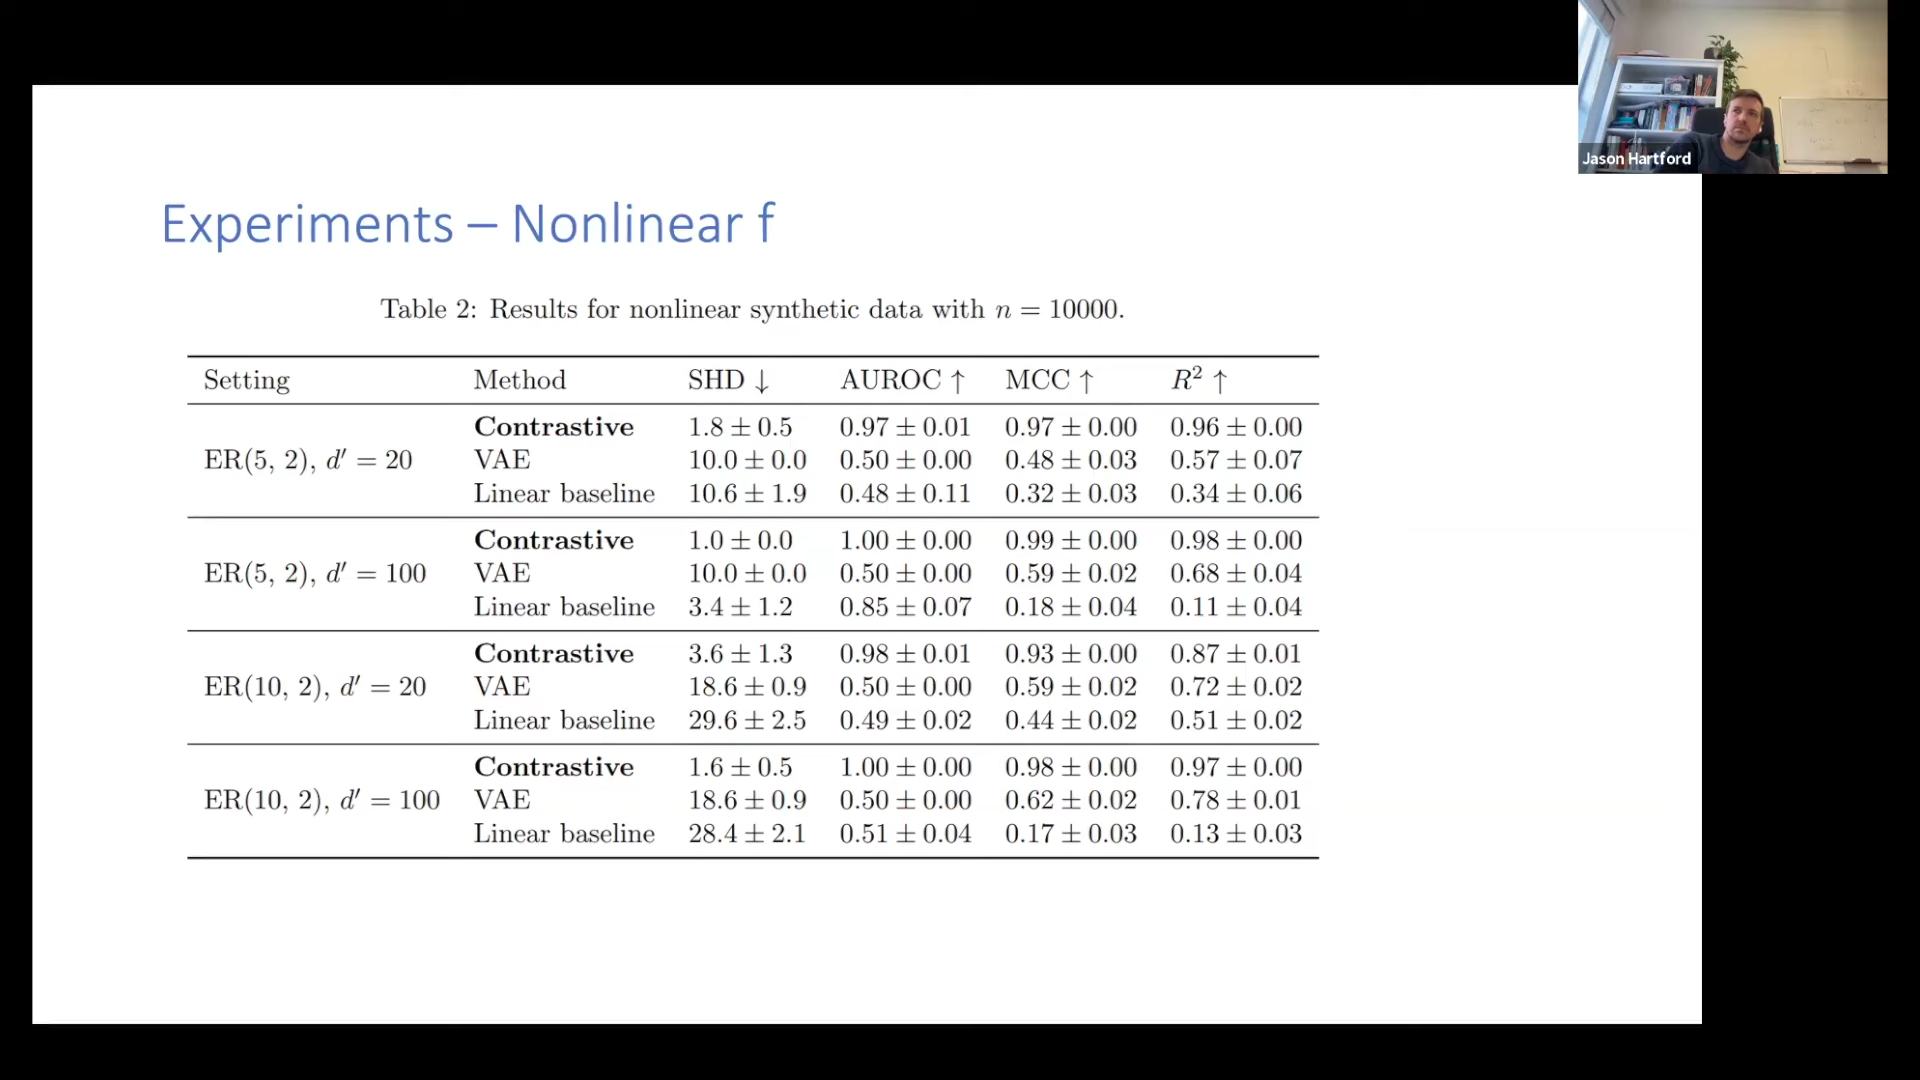 Jason Hartford
Experiments – Nonlinear f
Table 2: Results for nonlinear synthetic data with n = 10000.
Setting Method SHD ↓ AUROC ↑ MCC ↑ R² ↑
Contrastive 1.8 ± 0.5 0.97 ± 0.01 0.97 ± 0.00 0.96 ± 0.00
ER(5, 2), d′ = 20 VAE 10.0 ± 0.0 0.50 ± 0.00 0.48 ± 0.03 0.57 ± 0.07
Linear baseline 10.6 ± 1.9 0.48 ± 0.11 0.32 ± 0.03 0.34 ± 0.06
Contrastive 1.0 ± 0.0 1.00 ± 0.00 0.99 ± 0.00 0.98 ± 0.00
ER(5, 2), d′ = 100 VAE 10.0 ± 0.0 0.50 ± 0.00 0.59 ± 0.02 0.68 ± 0.04
Linear baseline 3.4 ± 1.2 0.85 ± 0.07 0.18 ± 0.04 0.11 ± 0.04
Contrastive 3.6 ± 1.3 0.98 ± 0.01 0.93 ± 0.00 0.87 ± 0.01
ER(10, 2), d′ = 20 VAE 18.6 ± 0.9 0.50 ± 0.00 0.59 ± 0.02 0.72 ± 0.02
Linear baseline 29.6 ± 2.5 0.49 ± 0.02 0.44 ± 0.02 0.51 ± 0.02
Contrastive 1.6 ± 0.5 1.00 ± 0.00 0.98 ± 0.00 0.97 ± 0.00
ER(10, 2), d′ = 100 VAE 18.6 ± 0.9 0.50 ± 0.00 0.62 ± 0.02 0.78 ± 0.01
Linear baseline 28.4 ± 2.1 0.51 ± 0.04 0.17 ± 0.03 0.13 ± 0.03